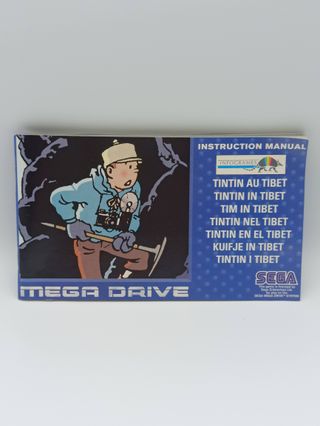 INSTRUCTION MANUAL
INFOGRAMES
TINTIN AU TIBET
TINTIN IN TIBET
TIM IN TIBET
TINTIN NEL TIBET
TINTIN EN EL TIBET
KUIFJE IN TIBET
TINTIN I TIBET
SEGA
MEGA DRIVE